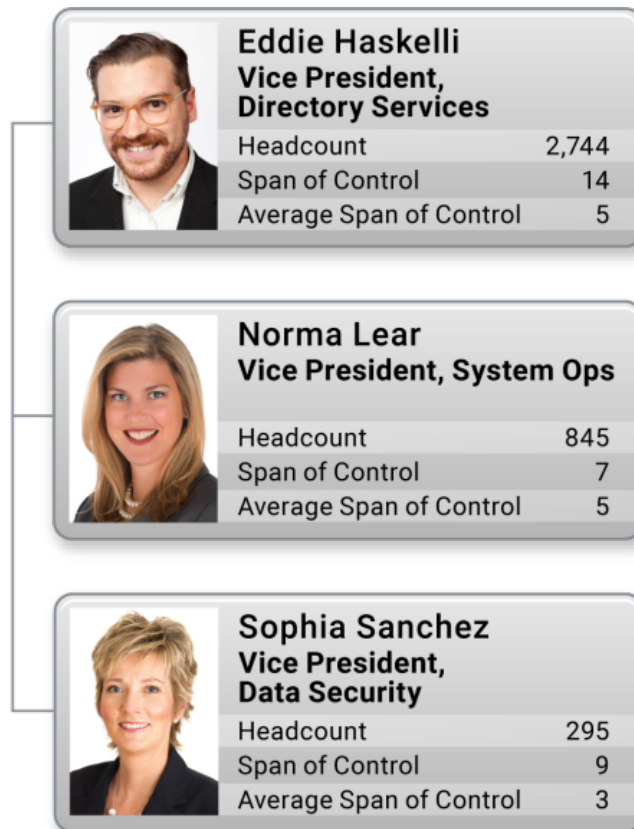 Eddie Haskelli
Vice President,
Directory Services
Headcount 2,744
Span of Control 14
Average Span of Control 5
Norma Lear
Vice President, System Ops
Headcount 845
Span of Control 7
Average Span of Control 5
Sophia Sanchez
Vice President,
Data Security
Headcount 295
Span of Control 9
Average Span of Control 3